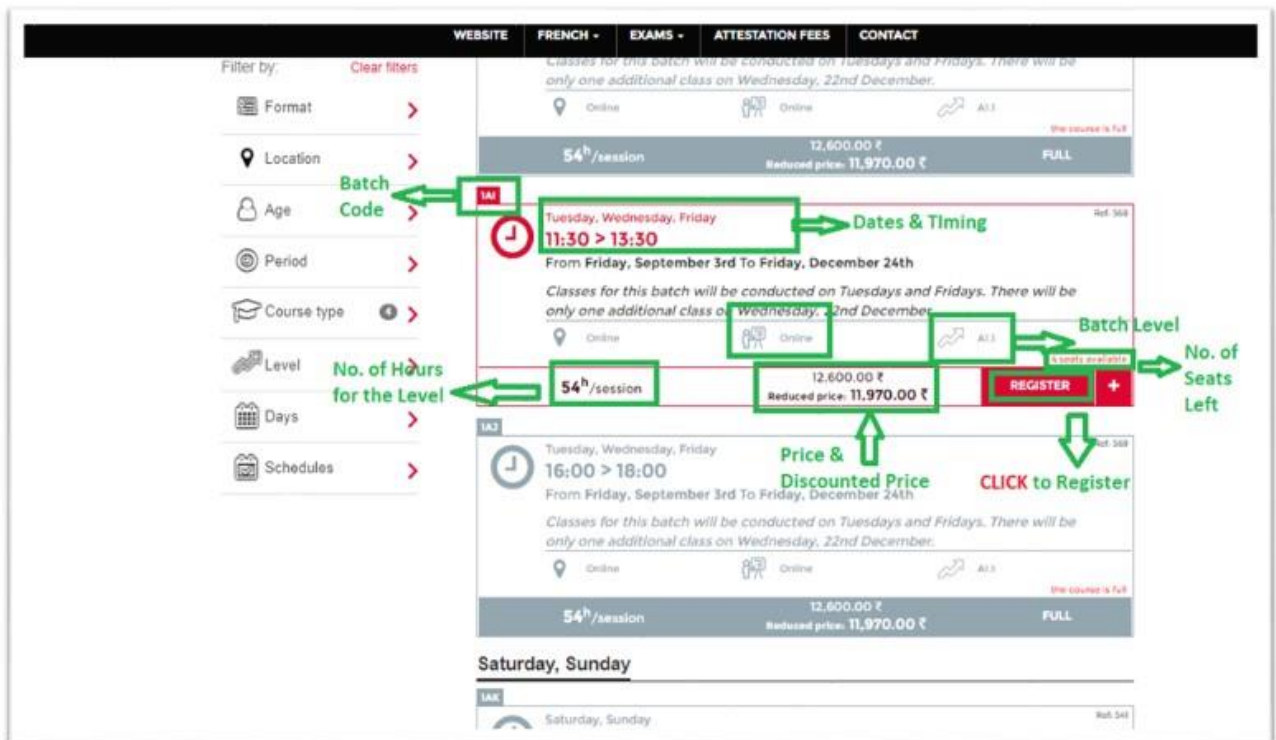 WEBSITE FRENCH - EXAMS - ATTESTATION FEES CONTACT
Filter by: Clear filters
Format
Location
Age
Period
Course type 4
Level
Days
Schedules
Classes for this batch will be conducted on Tuesdays and Fridays. There will be
only one additional class on Wednesday, 22nd December.
Online Online A1.1
the course is full
54h/session
12,600.00 ₹
Reduced price: 11,970.00 ₹
FULL
Batch
Code
1AI
Tuesday, Wednesday, Friday
Ref. 568
11:30 > 13:30
Dates & TIming
From Friday, September 3rd To Friday, December 24th
Classes for this batch will be conducted on Tuesdays and Fridays. There will be
only one additional class on Wednesday, 22nd December.
Online Online A1.1
Batch Level
4 seats available
No. of
Seats
Left
No. of Hours
for the Level
54h/session
12,600.00 ₹
Reduced price: 11,970.00 ₹
REGISTER +
Price &
Discounted Price
CLICK to Register
1AJ
Tuesday, Wednesday, Friday
Ref. 568
16:00 > 18:00
From Friday, September 3rd To Friday, December 24th
Classes for this batch will be conducted on Tuesdays and Fridays. There will be
only one additional class on Wednesday, 22nd December.
Online Online A1.1
the course is full
54h/session
12,600.00 ₹
Reduced price: 11,970.00 ₹
FULL
Saturday, Sunday
1AK
Saturday, Sunday
Ref. 541